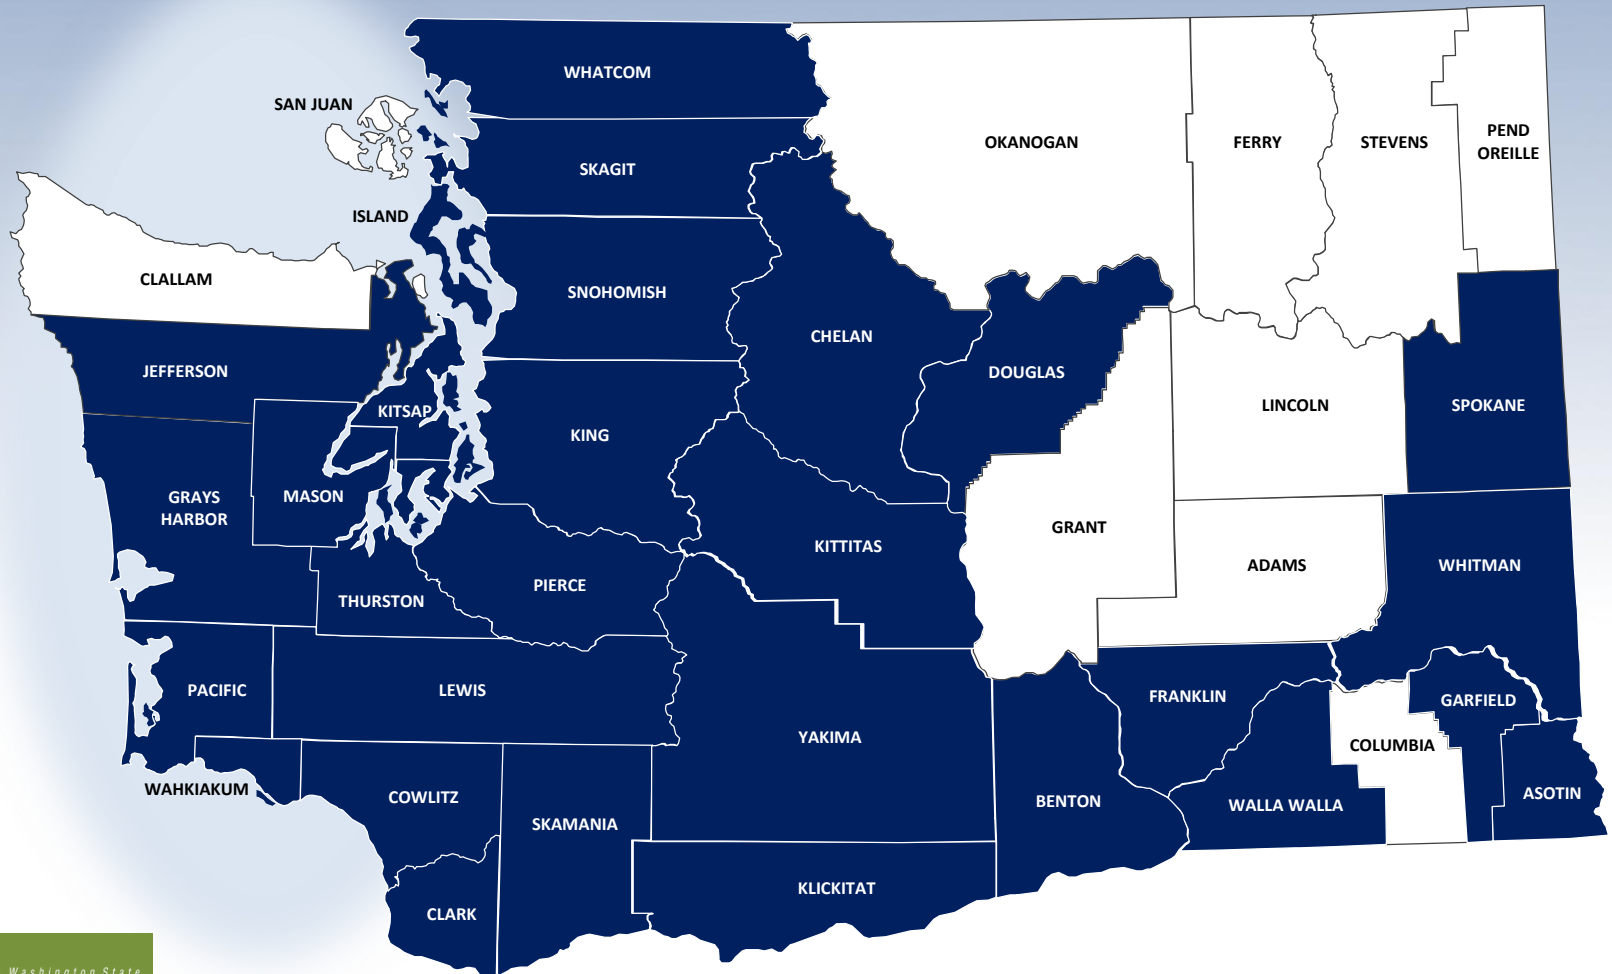 WHATCOM
SAN JUAN
OKANOGAN
FERRY
STEVENS
PEND
OREILLE
SKAGIT
ISLAND
CLALLAM
SNOHOMISH
CHELAN
JEFFERSON
DOUGLAS
KITSAP
LINCOLN
SPOKANE
KING
GRAYS
HARBOR
MASON
GRANT
KITTITAS
ADAMS
WHITMAN
PIERCE
THURSTON
PACIFIC
LEWIS
FRANKLIN
GARFIELD
YAKIMA
COLUMBIA
WAHKIAKUM
COWLITZ
BENTON
WALLA WALLA
ASOTIN
SKAMANIA
KLICKITAT
CLARK
Washington State